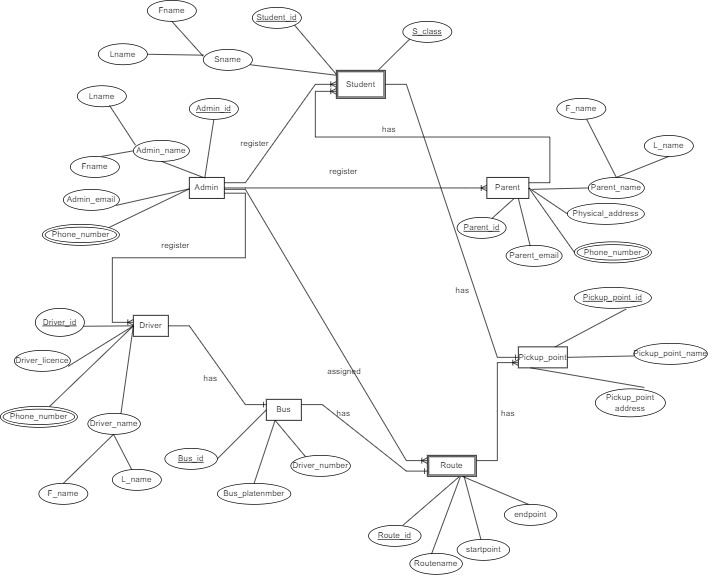 Fname
Student_id
S_class
Lname
Sname
Student
Lname
Admin_id
F_name
has
register
Admin_name
L_name
Fname
register
Admin
Parent
Parent_name
Admin_email
Physical_address
Parent_id
Phone_number
register
Parent_email
Phone_number
has
Pickup_point_id
Driver_id
Driver
Pickup_point_name
Driver_licence
Pickup_point
assigned
has
Pickup_point
address
Phone_number
Bus
has
has
Driver_name
Bus_id
Driver_number
Route
L_name
F_name
Bus_platenmber
endpoint
Route_id
startpoint
Routename